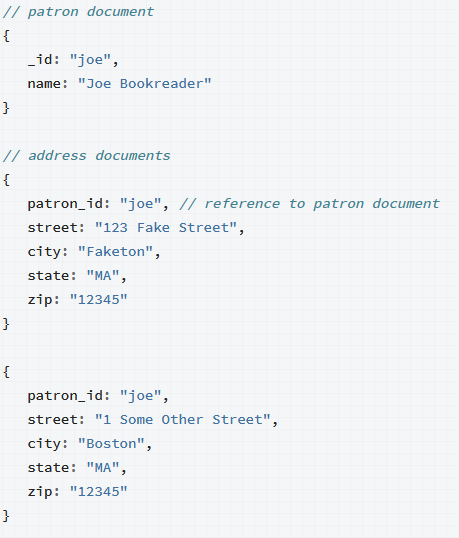 // patron document
{
   _id: "joe",
   name: "Joe Bookreader"
}

// address documents
{
   patron_id: "joe", // reference to patron document
   street: "123 Fake Street",
   city: "Faketon",
   state: "MA",
   zip: "12345"
}

{
   patron_id: "joe",
   street: "1 Some Other Street",
   city: "Boston",
   state: "MA",
   zip: "12345"
}